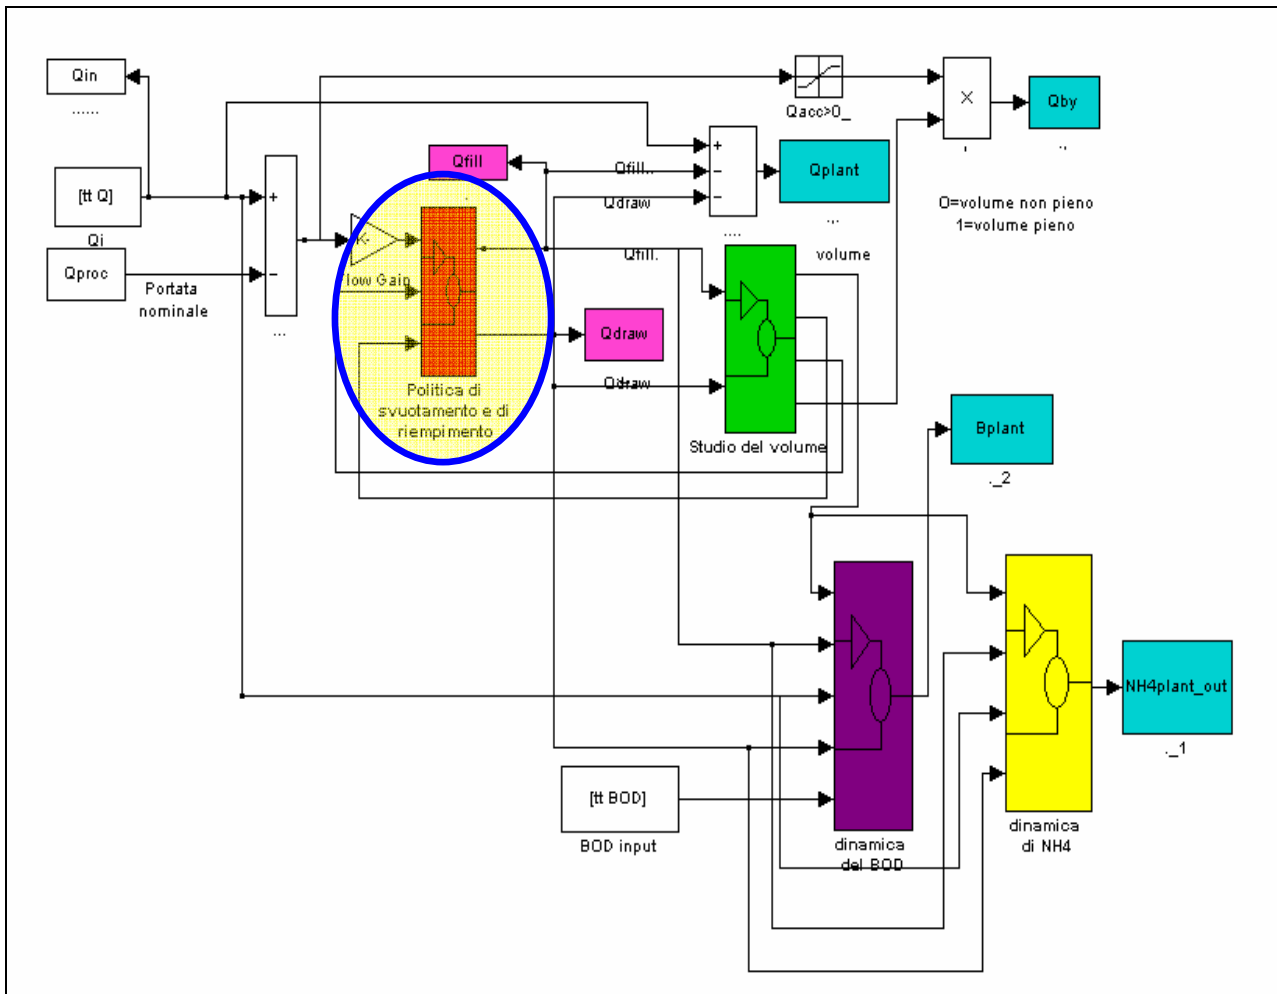 Qin
......
[tt Q]
Qi
Qproc
Portata
nominale
+
−
...
K-
low Gain
Qfill
.
Politica di
svuotamento e di
riempimento
Qfill..
Qdraw
+
−
−
....
Qplant
.,.
Qacc>0_
X
,
Qby
.,
0=volume non pieno
1=volume pieno
Qfill.
volume
Qdraw
Qdraw
Studio del volume
Bplant
._2
[tt BOD]
BOD input
dinamica
del BOD
dinamica
di NH4
NH4plant_out
._1